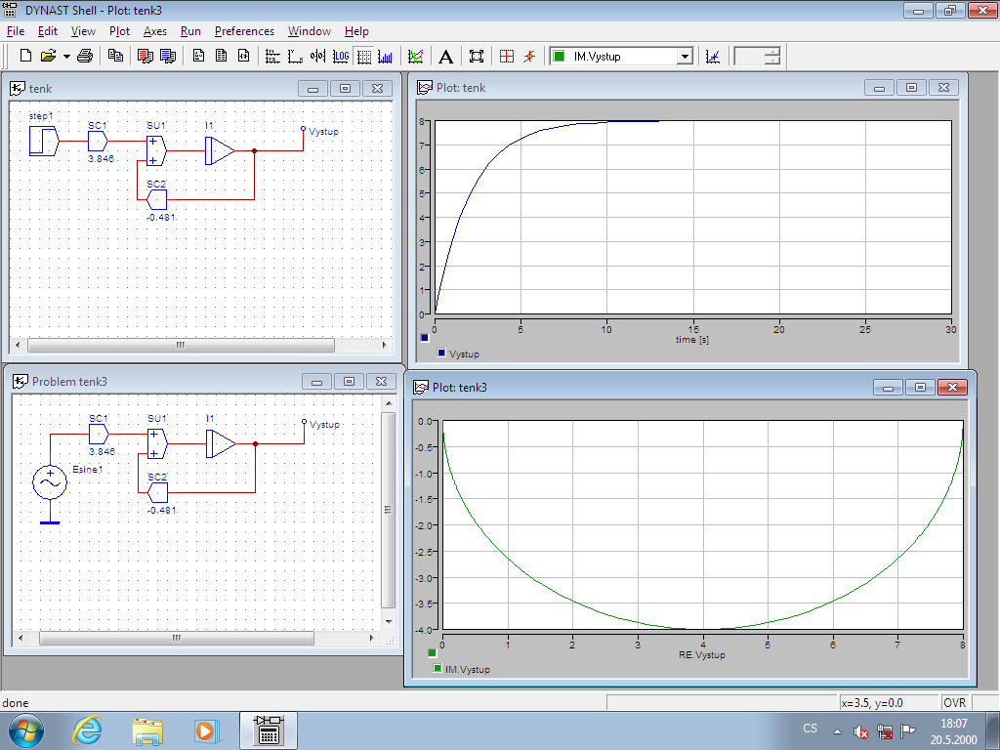 DYNAST Shell - Plot: tenk3
File Edit View Plot Axes Run Preferences Window Help
LOG A IM.Vystup
tenk
step1
SC1
3.846
SU1
I1
Vystup
SC2
-0.481
Plot: tenk
8
7
6
5
4
3
2
1
0
0 5 10 15 20 25 30
time [s]
Vystup
Problem tenk3
SC1
3.846
SU1
I1
Vystup
Esine1
SC2
-0.481
Plot: tenk3
0.0
-0.5
-1.0
-1.5
-2.0
-2.5
-3.0
-3.5
-4.0
0 1 2 3 4 5 6 7 8
RE.Vystup
IM.Vystup
done x=3.5, y=0.0 OVR
CS 18:07
20.5.2000